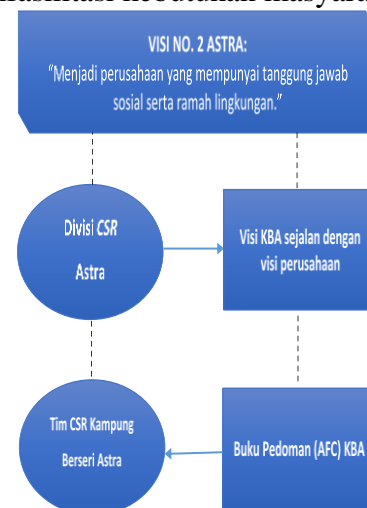 VISI NO. 2 ASTRA:
“Menjadi perusahaan yang mempunyai tanggung jawab
sosial serta ramah lingkungan.”
Divisi CSR
Astra
Visi KBA sejalan dengan
visi perusahaan
Tim CSR Kampung
Berseri Astra
Buku Pedoman (AFC) KBA